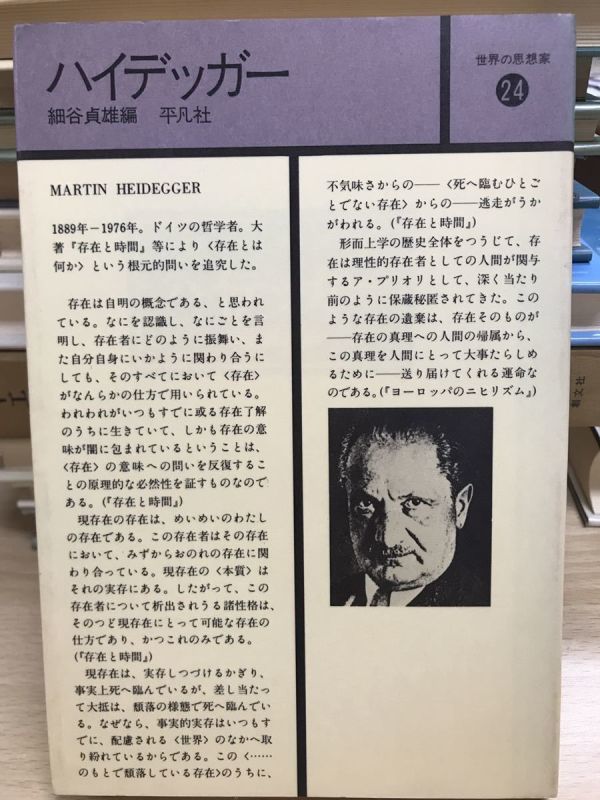 ハイデッガー
細谷貞雄編 平凡社
世界の思想家
24
MARTIN HEIDEGGER
1889年－1976年。ドイツの哲学者。大
著『存在と時間』等により〈存在とは
何か〉という根元的問いを追究した。
存在は自明の概念である、と思われ
ている。なにを認識し、なにごとを言
明し、存在者にどのように振舞い、ま
た自分自身にいかように関わり合うに
しても、そのすべてにおいて〈存在〉
がなんらかの仕方で用いられている。
われわれがいつもすでに或る存在了解
のうちに生きていて、しかも存在の意
味が闇に包まれているということは、
〈存在〉の意味への問いを反復するこ
との原理的な必然性を証すものなので
ある。(『存在と時間』)
現存在の存在は、めいめいのわたし
の存在である。この存在者はその存在
において、みずからおのれの存在に関
わり合っている。現存在の〈本質〉は
それの実存にある。したがって、この
存在者について析出されうる諸性格は、
そのつど現存在にとって可能な存在の
仕方であり、かつこれのみである。
(『存在と時間』)
現存在は、実存しつづけるかぎり、
事実上死へ臨んでいるが、差し当たっ
て大抵は、頽落の様態で死へ臨んでい
る。なぜなら、事実的実存はいつもす
でに、配慮される〈世界〉のなかへ取
り紛れているからである。この〈……
のもとで頽落している存在〉のうちに、
不気味さからの――〈死へ臨むひとご
とでない存在〉からの――逃走がうか
がわれる。(『存在と時間』)
形而上学の歴史全体をつうじて、存
在は理性的存在者としての人間が関与
するア・プリオリとして、深く当たり
前のように保蔵秘匿されてきた。この
ような存在の遺棄は、存在そのものが
――存在の真理への人間の帰属から、
この真理を人間にとって大事たらしめ
るために――送り届けてくれる運命な
のである。(『ヨーロッパのニヒリズム』)
創文社